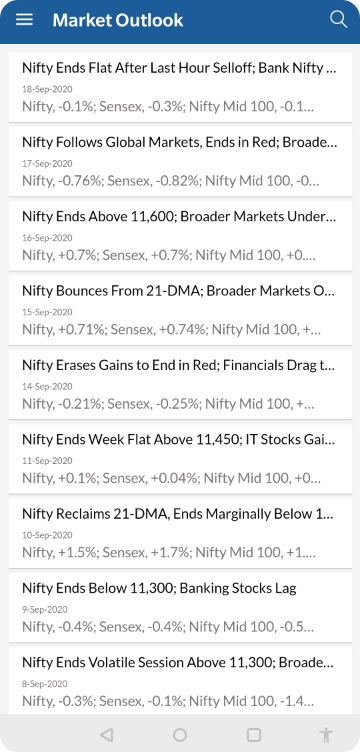 Market Outlook
Nifty Ends Flat After Last Hour Selloff; Bank Nifty ...
18-Sep-2020
Nifty, -0.1%; Sensex, -0.3%; Nifty Mid 100, -0.1...
Nifty Follows Global Markets, Ends in Red; Broade...
17-Sep-2020
Nifty, -0.76%; Sensex, -0.82%; Nifty Mid 100, -0...
Nifty Ends Above 11,600; Broader Markets Under...
16-Sep-2020
Nifty, +0.7%; Sensex, +0.7%; Nifty Mid 100, +0....
Nifty Bounces From 21-DMA; Broader Markets O...
15-Sep-2020
Nifty, +0.71%; Sensex, +0.74%; Nifty Mid 100, +...
Nifty Erases Gains to End in Red; Financials Drag t...
14-Sep-2020
Nifty, -0.21%; Sensex, -0.25%; Nifty Mid 100, +...
Nifty Ends Week Flat Above 11,450; IT Stocks Gai...
11-Sep-2020
Nifty, +0.1%; Sensex, +0.04%; Nifty Mid 100, +0...
Nifty Reclaims 21-DMA, Ends Marginally Below 1...
10-Sep-2020
Nifty, +1.5%; Sensex, +1.7%; Nifty Mid 100, +1....
Nifty Ends Below 11,300; Banking Stocks Lag
9-Sep-2020
Nifty, -0.4%; Sensex, -0.4%; Nifty Mid 100, -0.5...
Nifty Ends Volatile Session Above 11,300; Broade...
8-Sep-2020
Nifty, -0.3%; Sensex, -0.1%; Nifty Mid 100, -1.4...